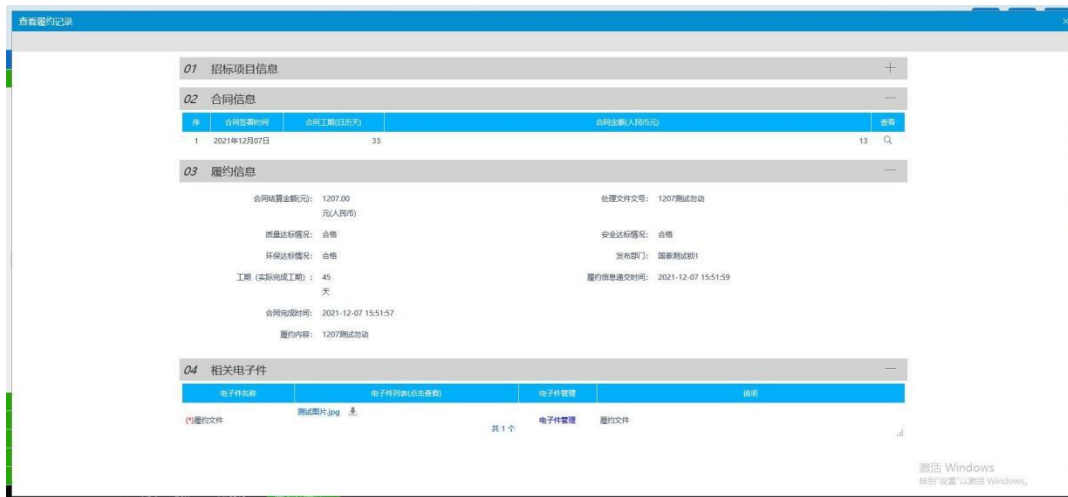 查看履约记录
01 招标项目信息
02 合同信息
序 合同签署时间 合同工期(日历天) 合同金额(人民币元) 查看
1 2021年12月07日 33 13
03 履约信息
合同结算金额(元): 1207.00 处理文件文号: 1207测试勿动
元(人民币)
质量达标情况: 合格 安全达标情况: 合格
环保达标情况: 合格 发布部门: 国泰测试锁1
工期(实际完成工期): 45 履约信息递交时间: 2021-12-07 15:51:59
天
合同完成时间: 2021-12-07 15:51:57
履约内容: 1207测试勿动
04 相关电子件
电子件名称 电子件列表(点击查看) 电子件管理 说明
测试图片.jpg
(*)履约文件 电子件管理 履约文件
共 1 个
激活 Windows
转到"设置"以激活 Windows。